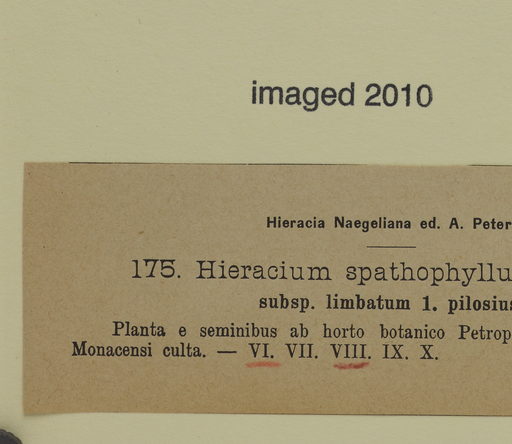 imaged 2010
Hieracia Naegeliana ed. A. Peter
175. Hieracium spathophyllu
subsp. limbatum 1. pilosius
Planta e seminibus ab horto botanico Petrop
Monacensi culta. — VI. VII. VIII. IX. X.